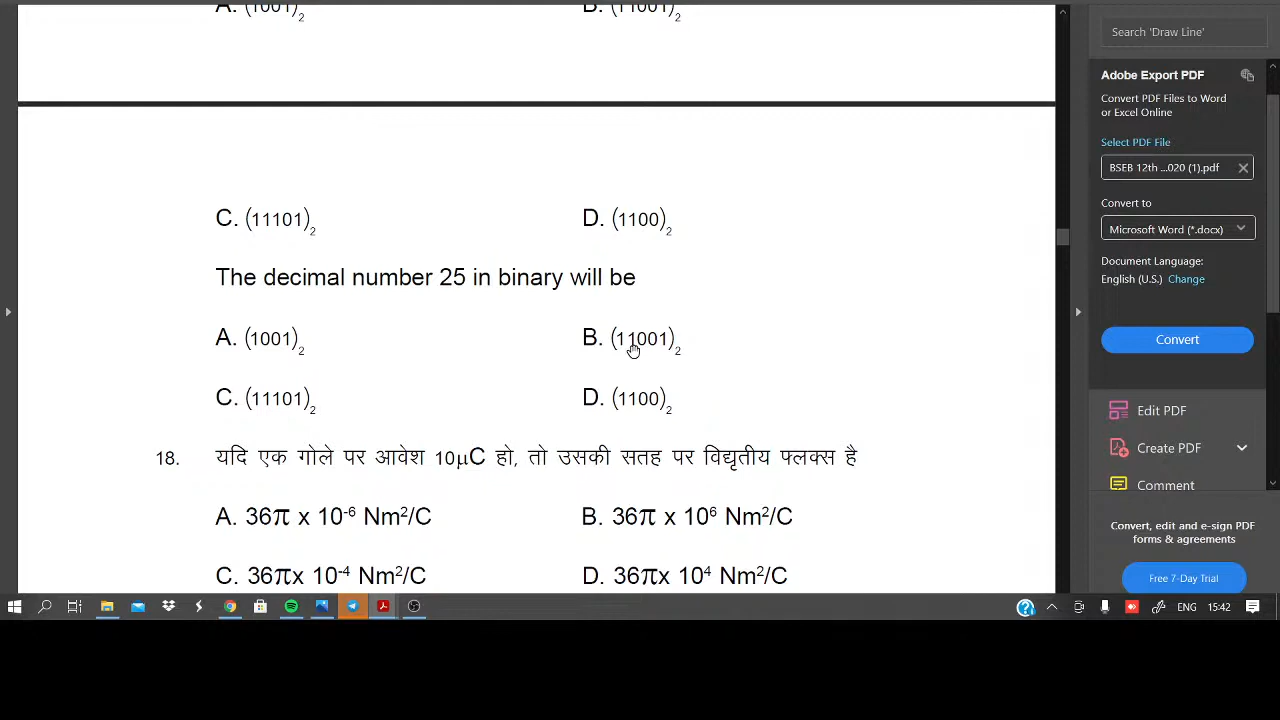 A. (1001)₂ B. (11001)₂
C. (11101)₂ D. (1100)₂
The decimal number 25 in binary will be
A. (1001)₂ B. (11001)₂
C. (11101)₂ D. (1100)₂
18. यदि एक गोले पर आवेश 10μC हो, तो उसकी सतह पर विद्युतीय फ्लक्स है
A. 36π x 10⁻⁶ Nm²/C B. 36π x 10⁶ Nm²/C
C. 36πx 10⁻⁴ Nm²/C D. 36πx 10⁴ Nm²/C
Search 'Draw Line'
Adobe Export PDF
Convert PDF Files to Word
or Excel Online
Select PDF File
BSEB 12th ...020 (1).pdf
Convert to
Microsoft Word (*.docx)
Document Language:
English (U.S.) Change
Convert
Edit PDF
Create PDF
Comment
Convert, edit and e-sign PDF
forms & agreements
Free 7-Day Trial
ENG 15:42